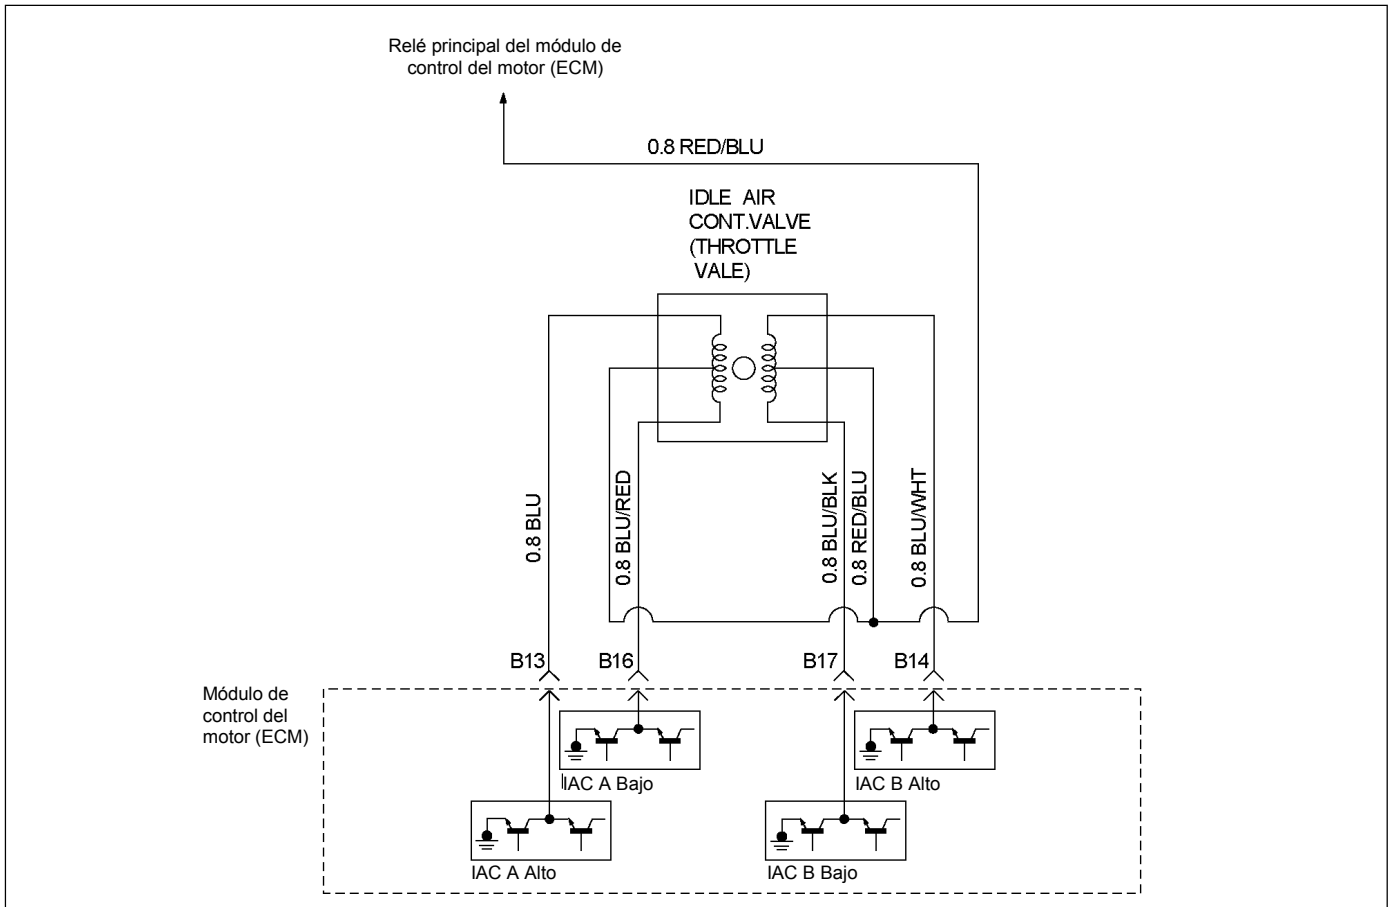 Relé principal del módulo de
control del motor (ECM)
0.8 RED/BLU
IDLE AIR
CONT.VALVE
(THROTTLE
VALE)
0.8 BLU
0.8 BLU/RED
0.8 BLU/BLK
0.8 RED/BLU
0.8 BLU/WHT
B13
B16
B17
B14
Módulo de
control del
motor (ECM)
IAC A Bajo
IAC B Alto
IAC A Alto
IAC B Bajo